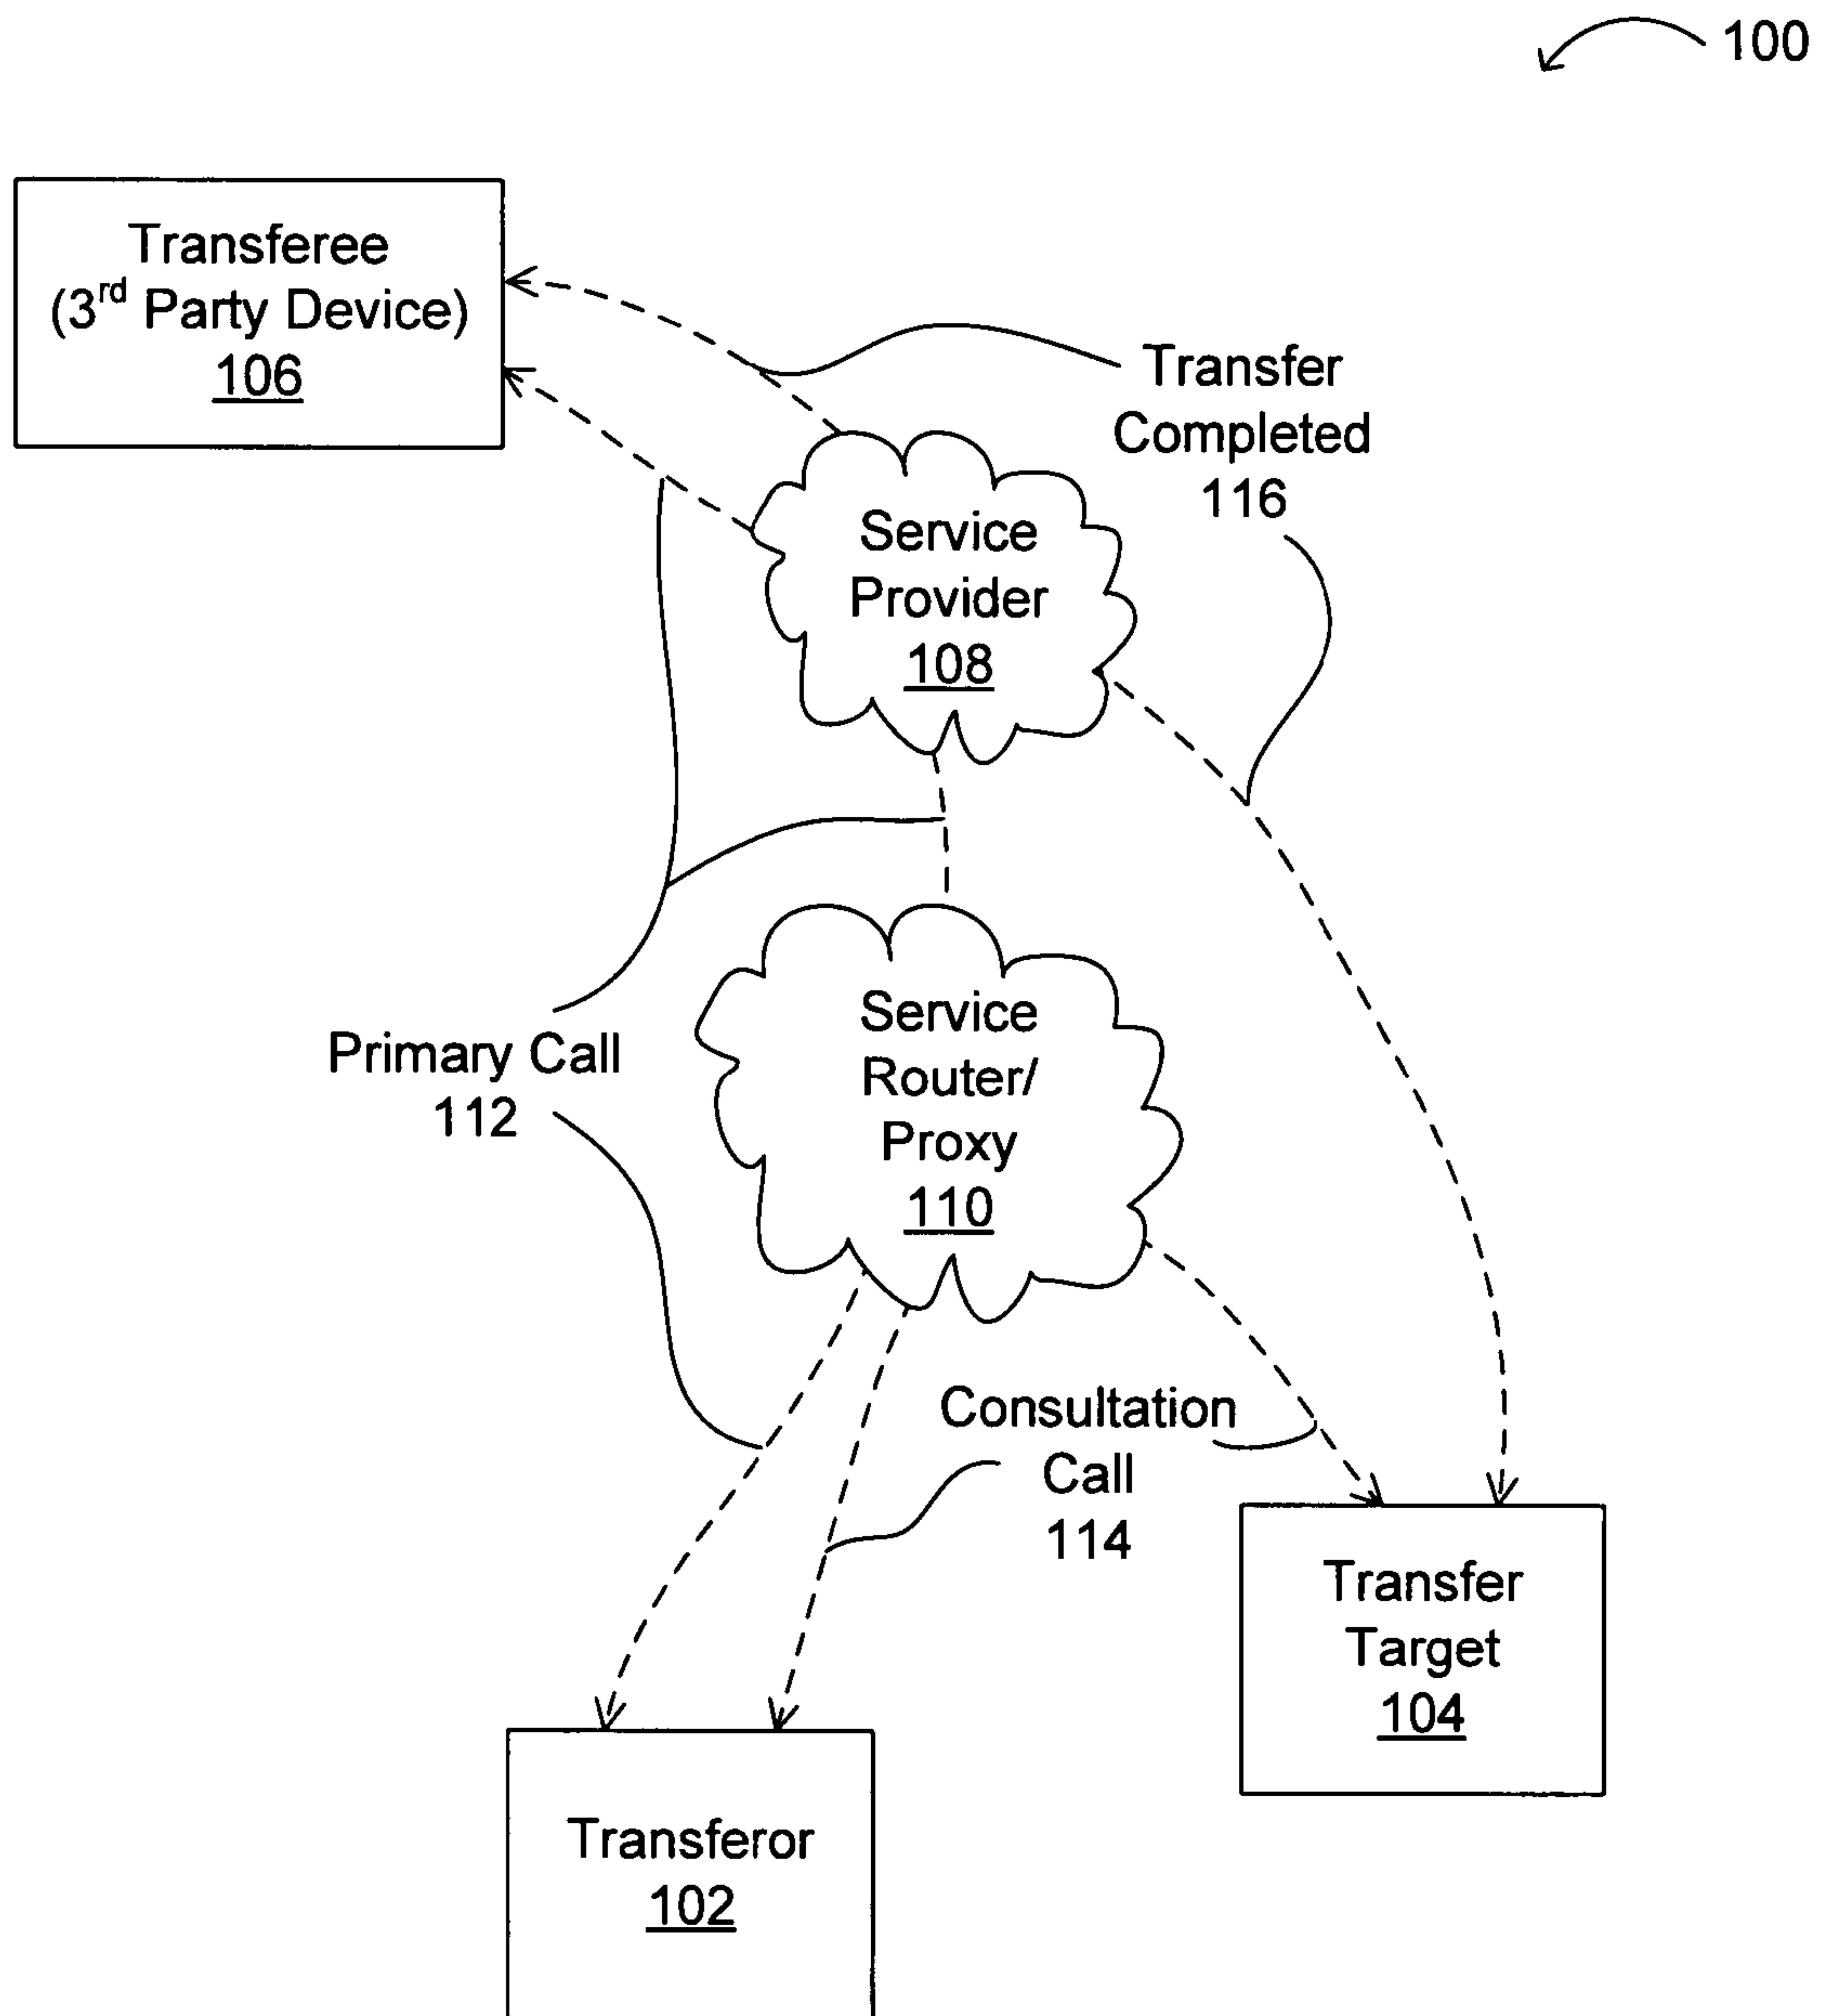 100
Transferee
(3rd Party Device)
106
Transfer
Completed
116
Service
Provider
108
Service
Router/
Proxy
110
Primary Call
112
Consultation
Call
114
Transfer
Target
104
Transferor
102